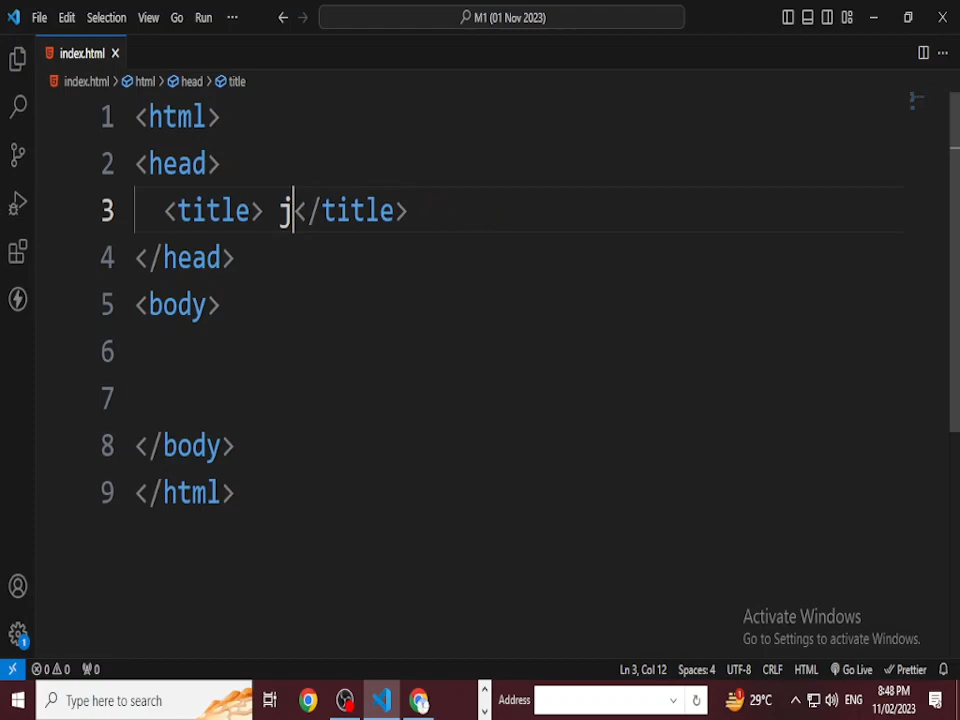 File Edit Selection View Go Run ··· M1 (01 Nov 2023)
index.html
index.html > html > head > title
1 <html>
2 <head>
3 <title> j</title>
4 </head>
5 <body>
6
7
8 </body>
9 </html>
Activate Windows
Go to Settings to activate Windows.
0 0 0 Ln 3, Col 12 Spaces: 4 UTF-8 CRLF HTML Go Live Prettier
1
Type here to search Address 1 29°C ENG 8:48 PM
11/02/2023